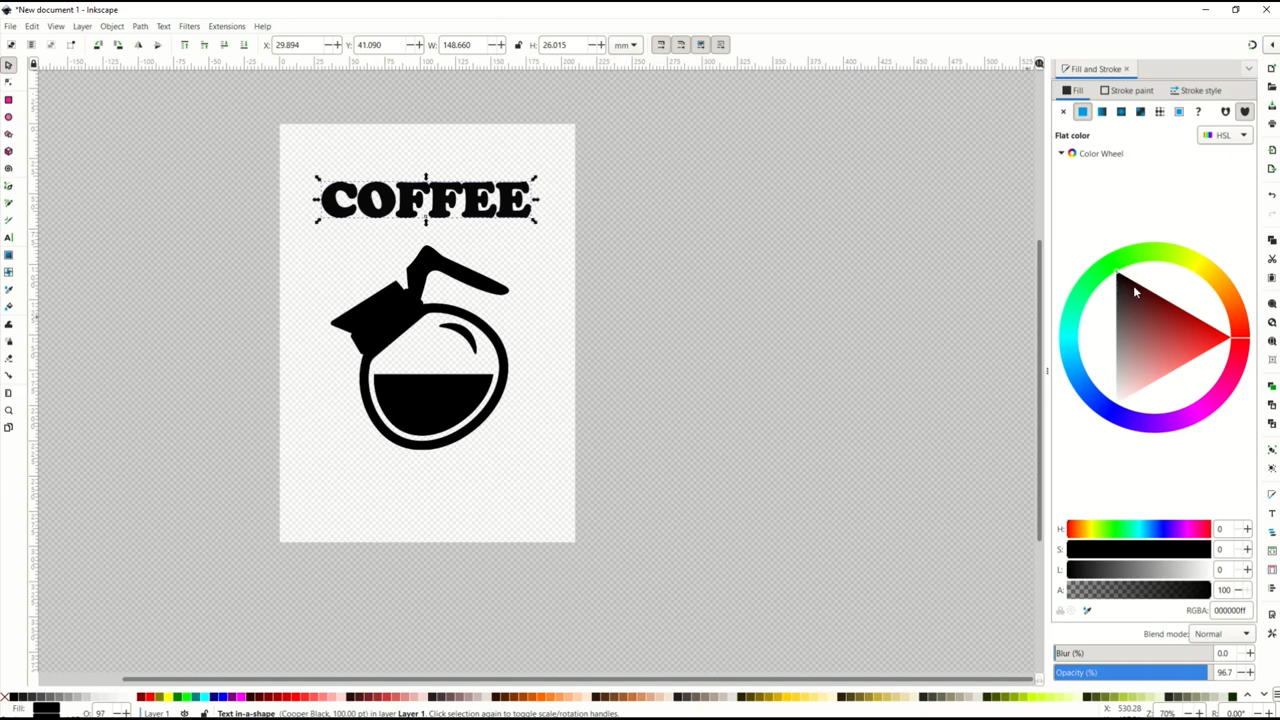 *New document 1 - Inkscape
File Edit View Layer Object Path Text Filters Extensions Help
X: 29.894 Y: 41.090 W: 148.660 H: 26.015 mm
Fill and Stroke
Fill Stroke paint Stroke style
?
Flat color HSL
Color Wheel
COFFEE
H: 0
S: 0
L: 0
A: 100
RGBA: 000000ff
Blend mode: Normal
Blur (%) 0.0
Opacity (%) 96.7
Fill: O: 97 Layer 1 Text in-a-shape (Cooper Black, 100.00 pt) in layer Layer 1. Click selection again to toggle scale/rotation handles. X: 530.28 Z: 70% R: 0.00°